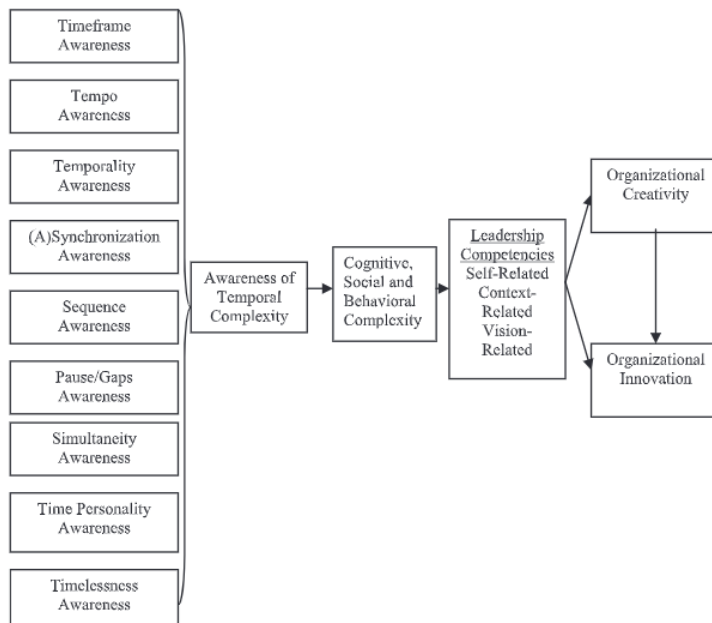 Timeframe
Awareness
Tempo
Awareness
Temporality
Awareness
(A)Synchronization
Awareness
Sequence
Awareness
Pause/Gaps
Awareness
Simultaneity
Awareness
Time Personality
Awareness
Timelessness
Awareness
Awareness of
Temporal
Complexity
Cognitive,
Social and
Behavioral
Complexity
Leadership
Competencies
Self-Related
Context-
Related
Vision-
Related
Organizational
Creativity
Organizational
Innovation